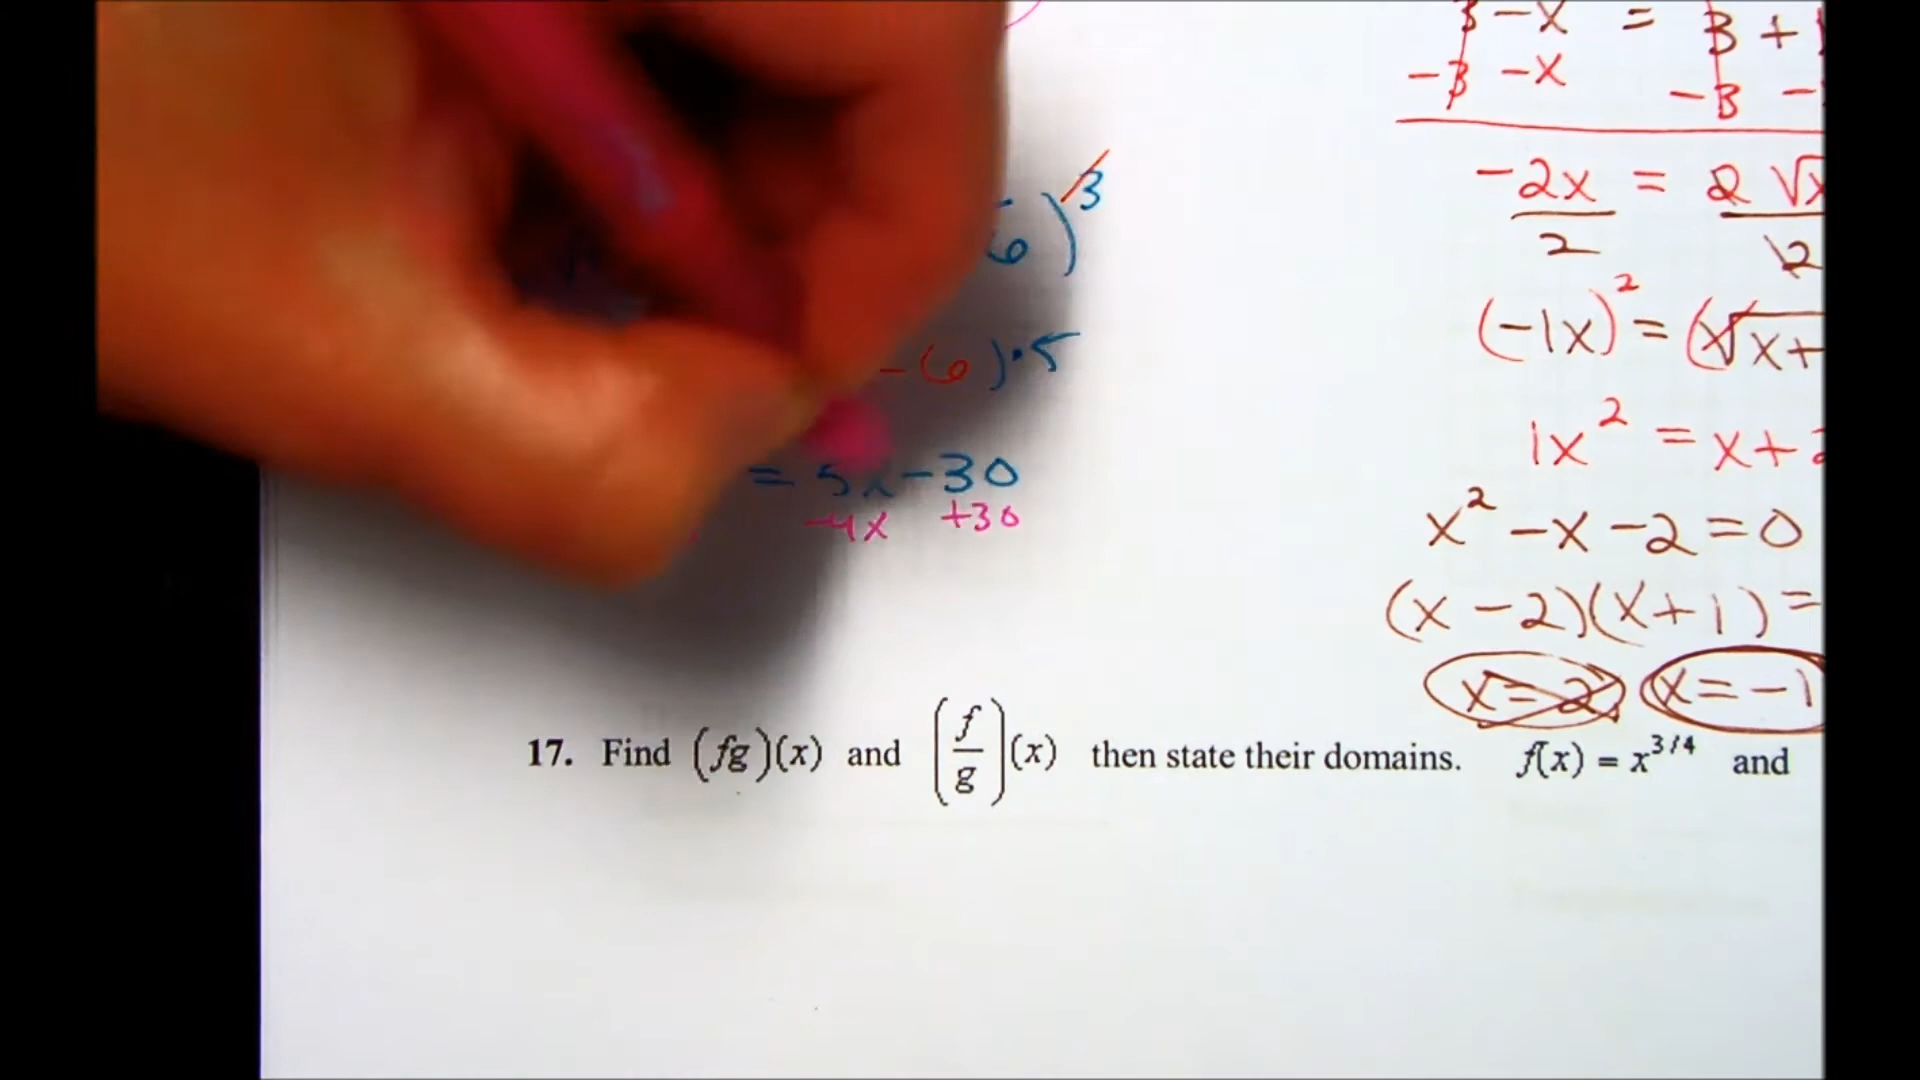 3 - x = 3 +
-3 -x -3 -
-2x = 2 √x
2 2
(-1x)² = (√x+
1x² = x+2
x² - x - 2 = 0
(x - 2)(x + 1) =
x = 2 x = -1
6)³
- 6)·5
= 5x - 30
-4x +30
17. Find (fg)(x) and (f/g)(x) then state their domains. f(x) = x^3/4 and